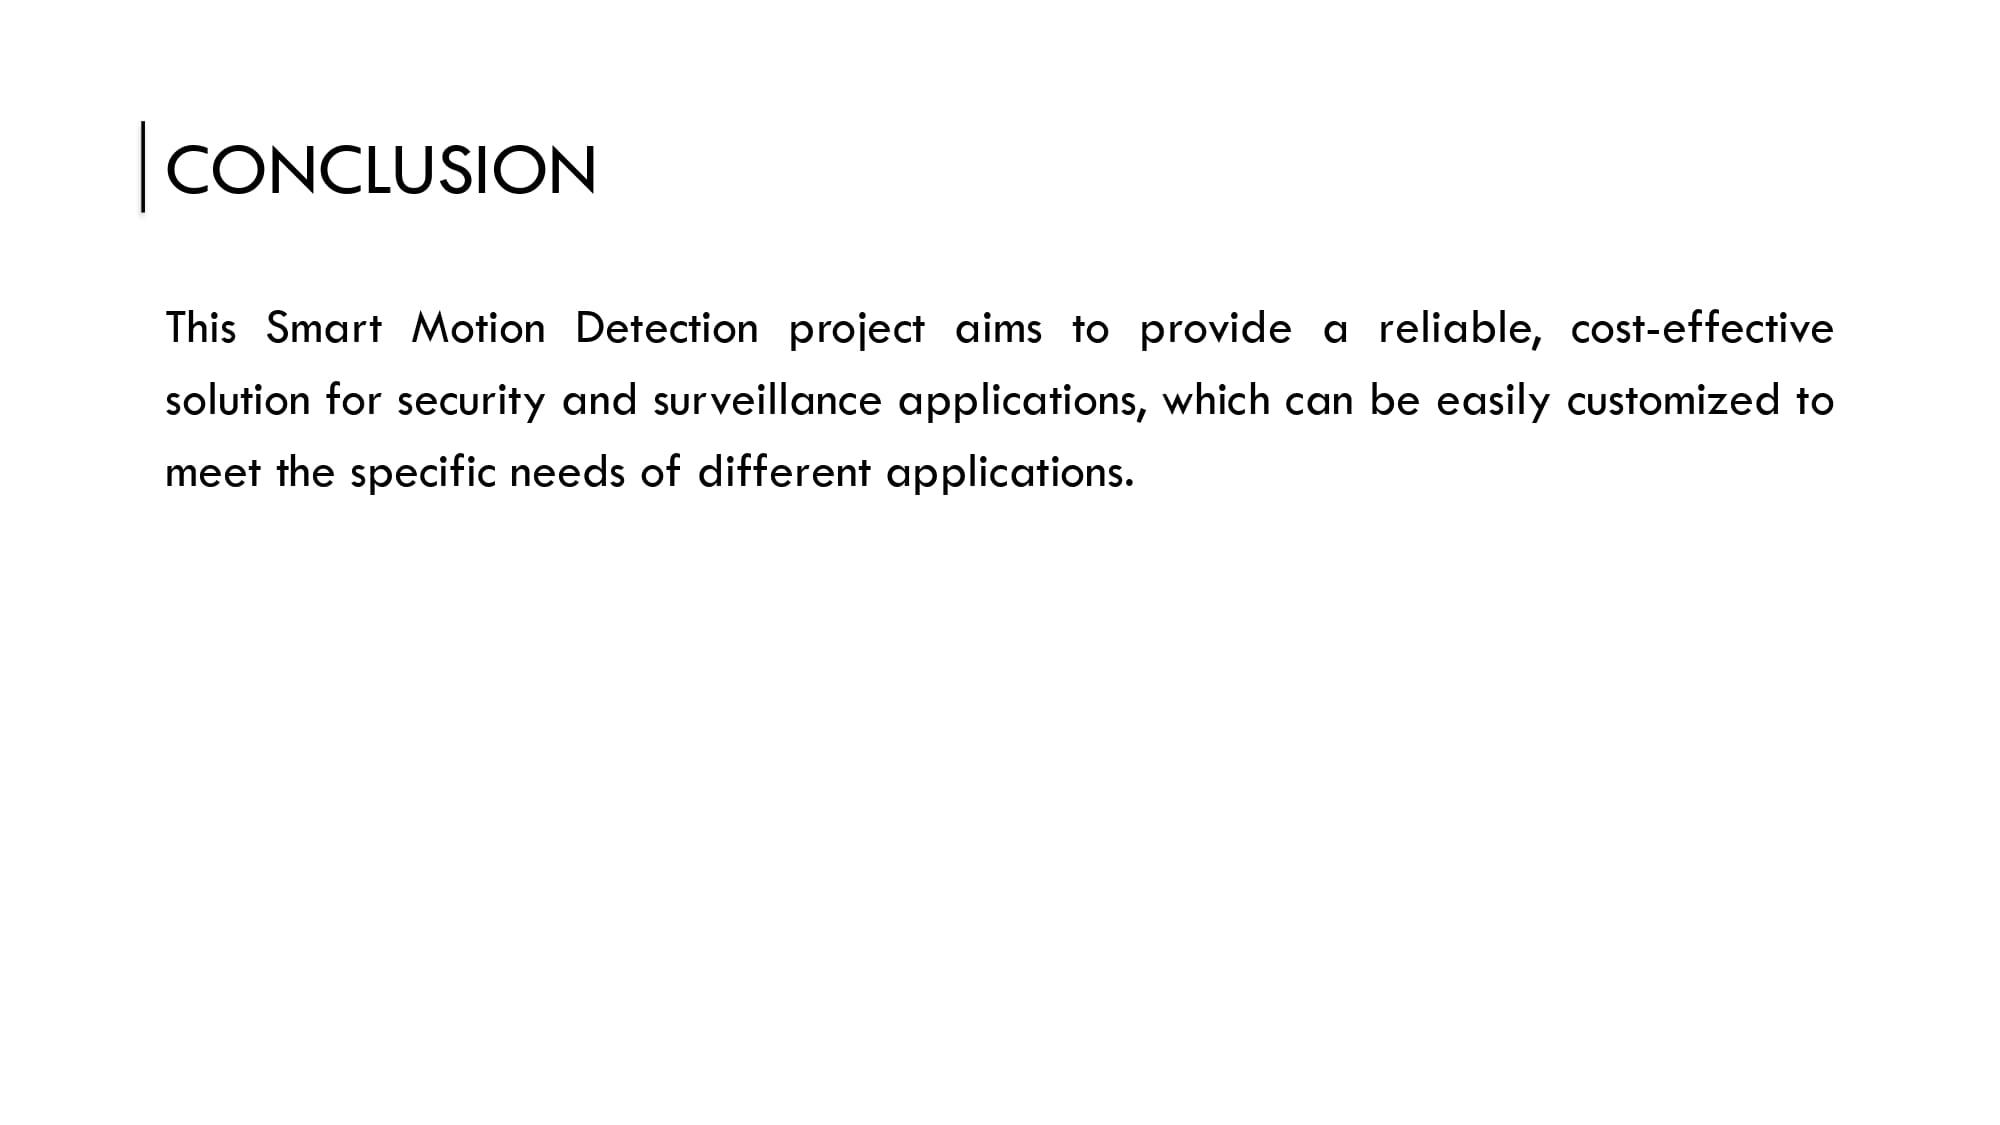 CONCLUSION
This Smart Motion Detection project aims to provide a reliable, cost-effective
solution for security and surveillance applications, which can be easily customized to
meet the specific needs of different applications.